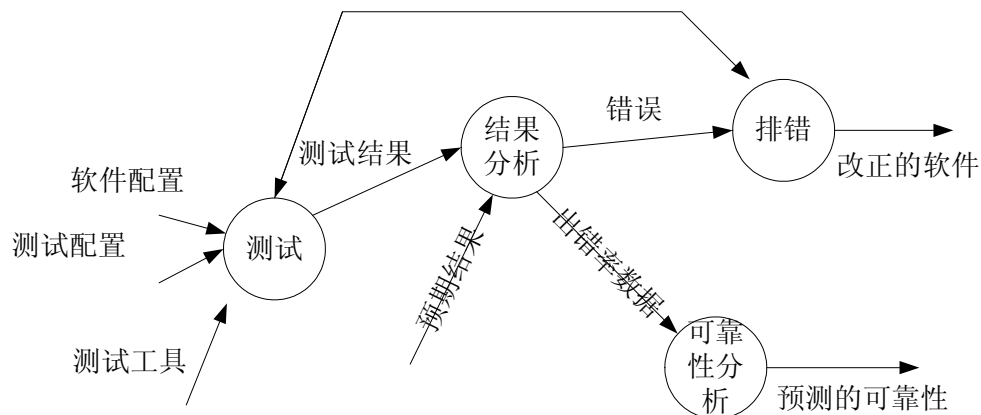 错误
排错
结果
分析
测试结果
改正的软件
软件配置
测试配置
测试
预期结果
出错率数据
可靠
性分
析
测试工具
预测的可靠性